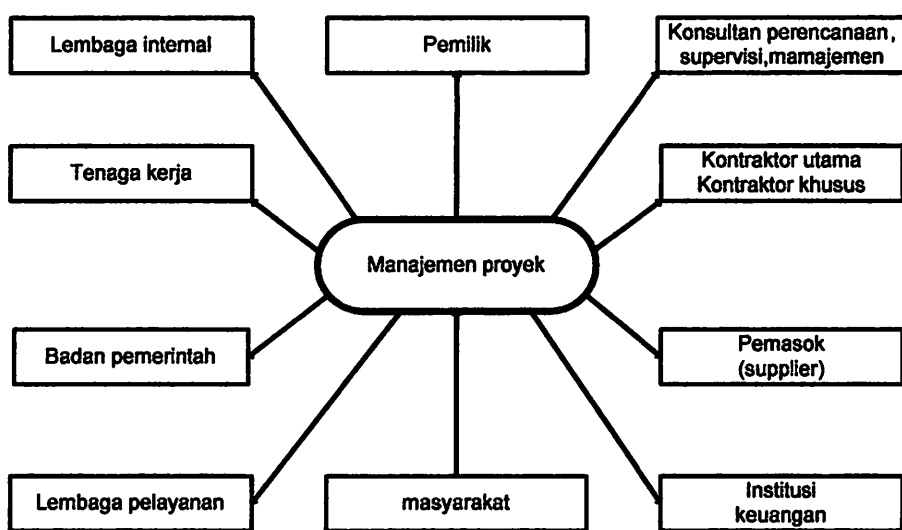 Lembaga internal
Pemilik
Konsultan perencanaan,
supervisi,mamajemen
Tenaga kerja
Kontraktor utama
Kontraktor khusus
Manajemen proyek
Badan pemerintah
Pemasok
(supplier)
Lembaga pelayanan
masyarakat
Institusi
keuangan